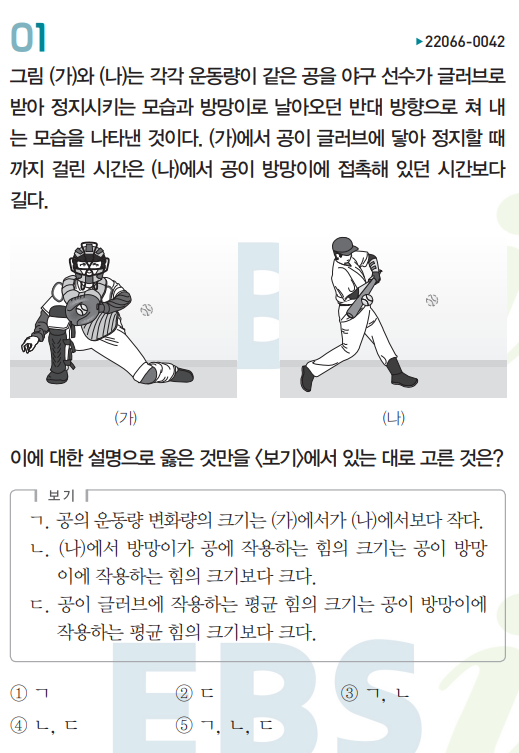 01
▶22066-0042
그림 (가)와 (나)는 각각 운동량이 같은 공을 야구 선수가 글러브로
받아 정지시키는 모습과 방망이로 날아오던 반대 방향으로 쳐 내
는 모습을 나타낸 것이다. (가)에서 공이 글러브에 닿아 정지할 때
까지 걸린 시간은 (나)에서 공이 방망이에 접촉해 있던 시간보다
길다.
(가)
(나)
이에 대한 설명으로 옳은 것만을 <보기>에서 있는 대로 고른 것은?
보기
ㄱ. 공의 운동량 변화량의 크기는 (가)에서가 (나)에서보다 작다.
ㄴ. (나)에서 방망이가 공에 작용하는 힘의 크기는 공이 방망
이에 작용하는 힘의 크기보다 크다.
ㄷ. 공이 글러브에 작용하는 평균 힘의 크기는 공이 방망이에
작용하는 평균 힘의 크기보다 크다.
① ㄱ
② ㄷ
③ ㄱ, ㄴ
④ ㄴ, ㄷ
⑤ ㄱ, ㄴ, ㄷ
EBSi